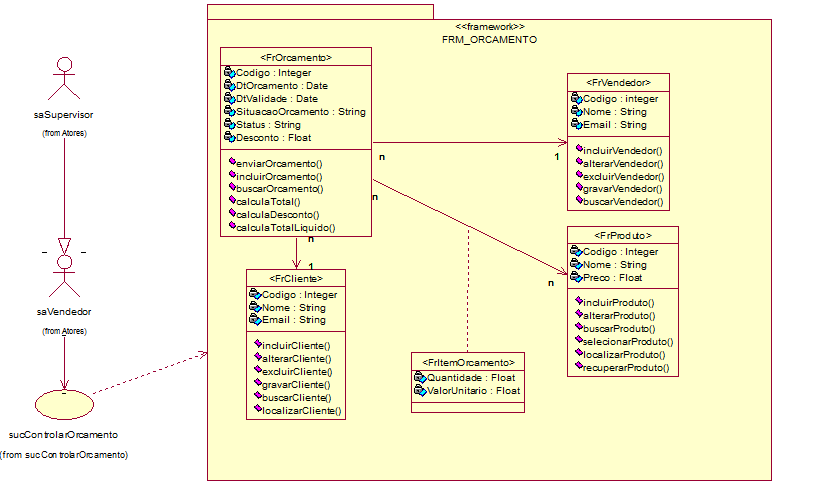 <<framework>>
FRM_ORCAMENTO
saSupervisor
(from Atores)
saVendedor
(from Atores)
sucControlarOrcamento
(from sucControlarOrcamento)
<FrOrcamento>
Codigo : Integer
DtOrcamento : Date
DtValidade : Date
SituacaoOrcamento : String
Status : String
Desconto : Float
enviarOrcamento()
incluirOrcamento()
buscarOrcamento()
calculaTotal()
calculaDesconto()
calculaTotalLiquido()
n
1
n
n
n
1
<FrVendedor>
Codigo : integer
Nome : String
Email : String
incluirVendedor()
alterarVendedor()
excluirVendedor()
gravarVendedor()
buscarVendedor()
<FrProduto>
Codigo : Integer
Nome : String
Preco : Float
incluirProduto()
alterarProduto()
buscarProduto()
selecionarProduto()
localizarProduto()
recuperarProduto()
<FrCliente>
Codigo : Integer
Nome : String
Email : String
incluirCliente()
alterarCliente()
excluirCliente()
gravarCliente()
buscarCliente()
localizarCliente()
<FrItemOrcamento>
Quantidade : Float
ValorUnitario : Float